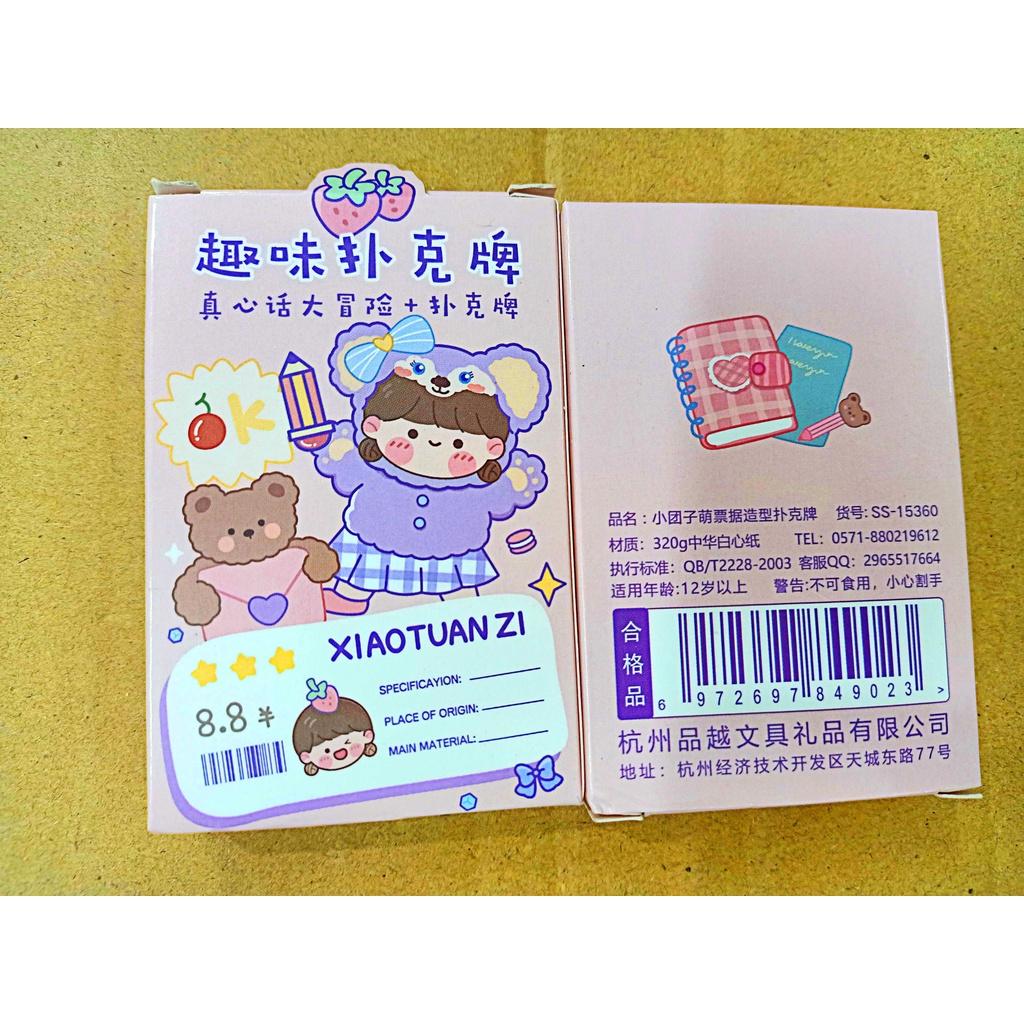 趣味扑克牌
真心话大冒险+扑克牌
OK
XIAOTUAN ZI
8.8 ¥
SPECIFICAYION:
PLACE OF ORIGIN:
MAIN MATERIAL:
品名：小团子萌票据造型扑克牌 货号: SS-15360
材质：320g中华白心纸 TEL：0571-880219612
执行标准：QB/T2228-2003 客服QQ：2965517664
适用年龄:12岁以上 警告:不可食用，小心割手
合格品
6 972697 849023 >
杭州品越文具礼品有限公司
地址：杭州经济技术开发区天城东路77号